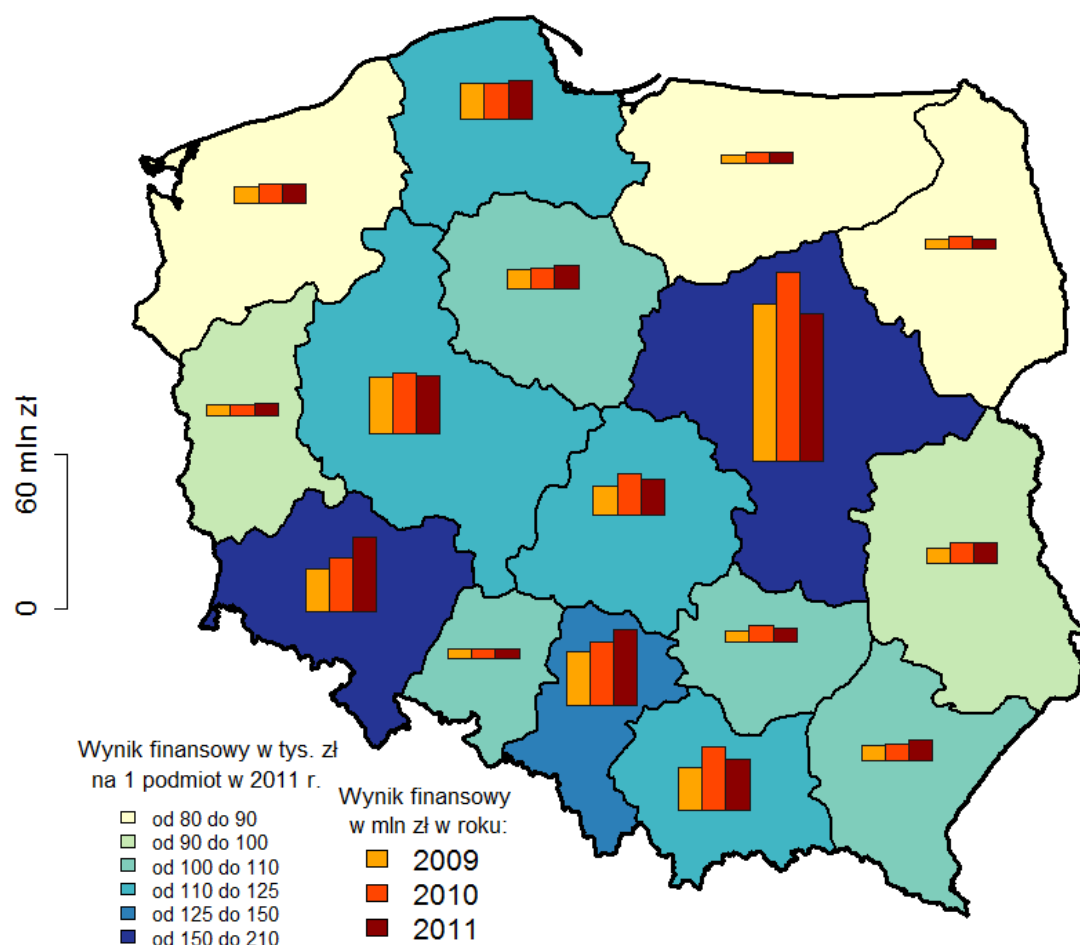 60 mln zł
0
Wynik finansowy w tys. zł
na 1 podmiot w 2011 r.
od 80 do 90
od 90 do 100
od 100 do 110
od 110 do 125
od 125 do 150
od 150 do 210
Wynik finansowy
w mln zł w roku:
2009
2010
2011